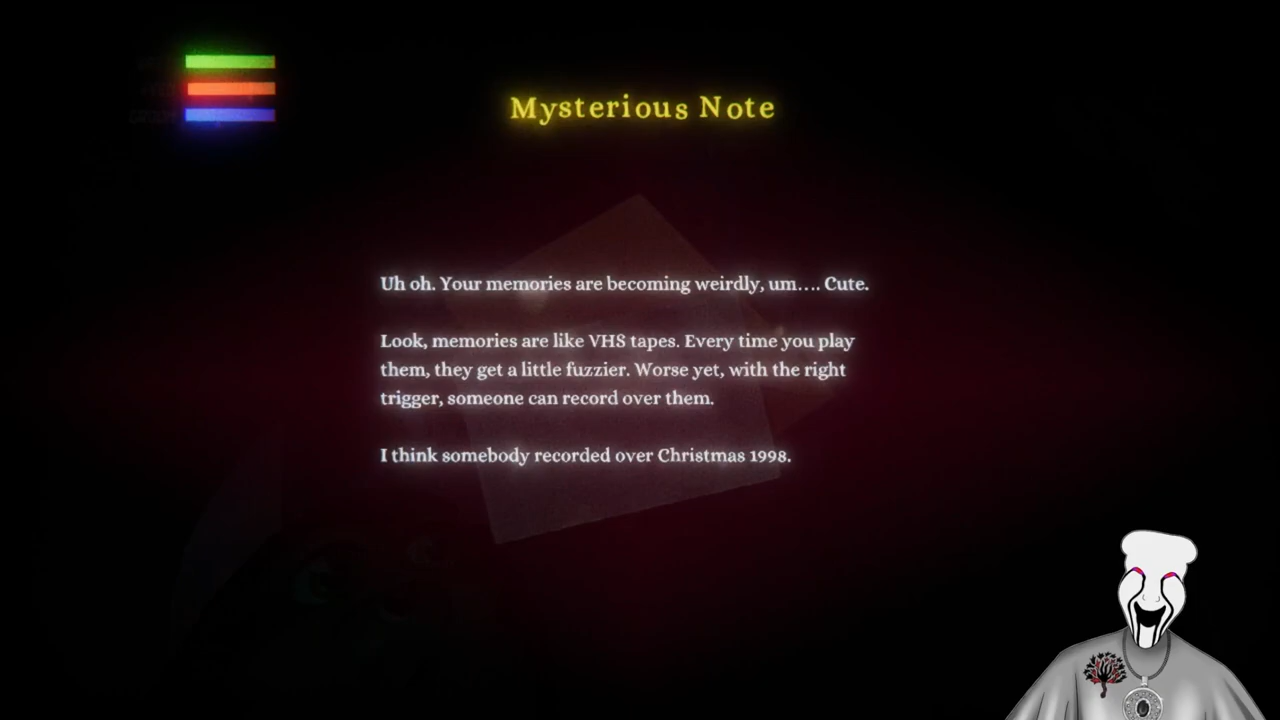 Mysterious Note
Uh oh. Your memories are becoming weirdly, um.... Cute.
Look, memories are like VHS tapes. Every time you play
them, they get a little fuzzier. Worse yet, with the right
trigger, someone can record over them.
I think somebody recorded over Christmas 1998.